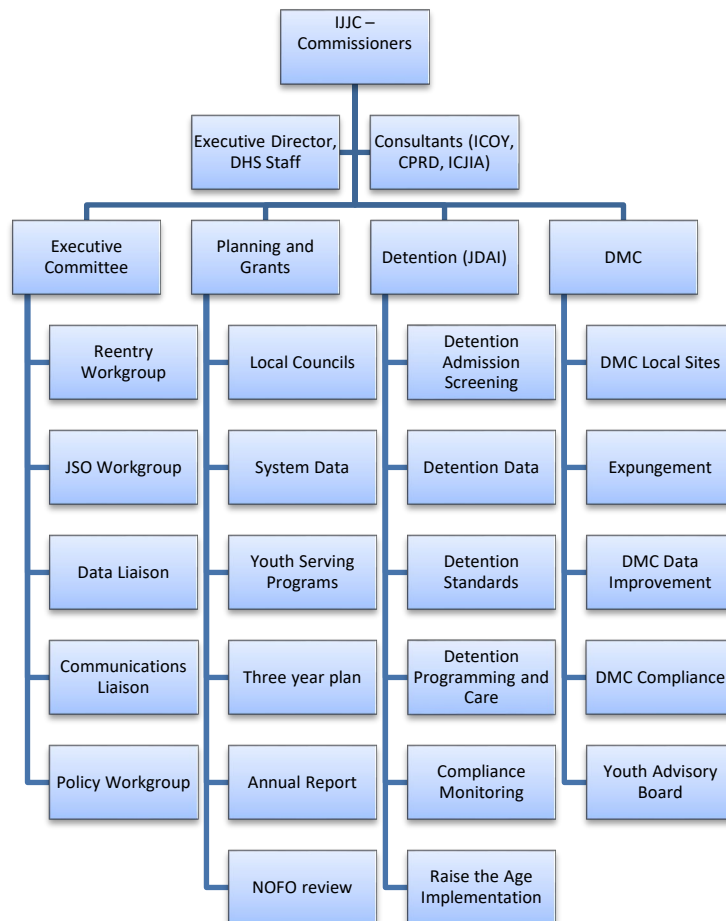 IJJC –
Commissioners
Executive Director,
DHS Staff
Consultants (ICOY,
CPRD, ICJIA)
Executive
Committee
Planning and
Grants
Detention (JDAI)
DMC
Reentry
Workgroup
JSO Workgroup
Data Liaison
Communications
Liaison
Policy Workgroup
Local Councils
System Data
Youth Serving
Programs
Three year plan
Annual Report
NOFO review
Detention
Admission
Screening
Detention Data
Detention
Standards
Detention
Programming and
Care
Compliance
Monitoring
Raise the Age
Implementation
DMC Local Sites
Expungement
DMC Data
Improvement
DMC Compliance
Youth Advisory
Board